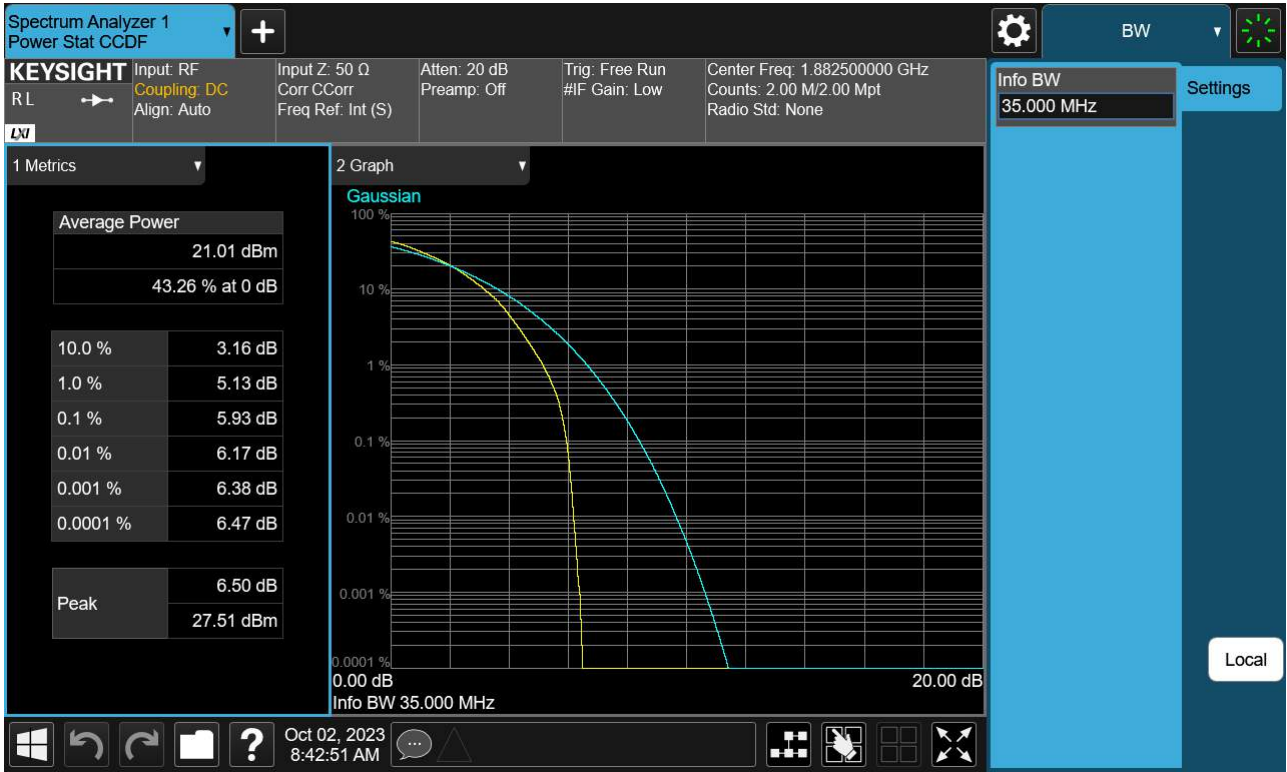 Spectrum Analyzer 1
Power Stat CCDF
BW
KEYSIGHT
R L
LXI
Input: RF
Coupling: DC
Align: Auto
Input Z: 50 Ω
Corr CCorr
Freq Ref: Int (S)
Atten: 20 dB
Preamp: Off
Trig: Free Run
#IF Gain: Low
Center Freq: 1.882500000 GHz
Counts: 2.00 M/2.00 Mpt
Radio Std: None
Info BW
35.000 MHz
Settings
1 Metrics
Average Power
21.01 dBm
43.26 % at 0 dB
10.0 % 3.16 dB
1.0 % 5.13 dB
0.1 % 5.93 dB
0.01 % 6.17 dB
0.001 % 6.38 dB
0.0001 % 6.47 dB
Peak
6.50 dB
27.51 dBm
2 Graph
Gaussian
100 %
10 %
1 %
0.1 %
0.01 %
0.001 %
0.0001 %
0.00 dB 20.00 dB
Info BW 35.000 MHz
Local
?
Oct 02, 2023
8:42:51 AM